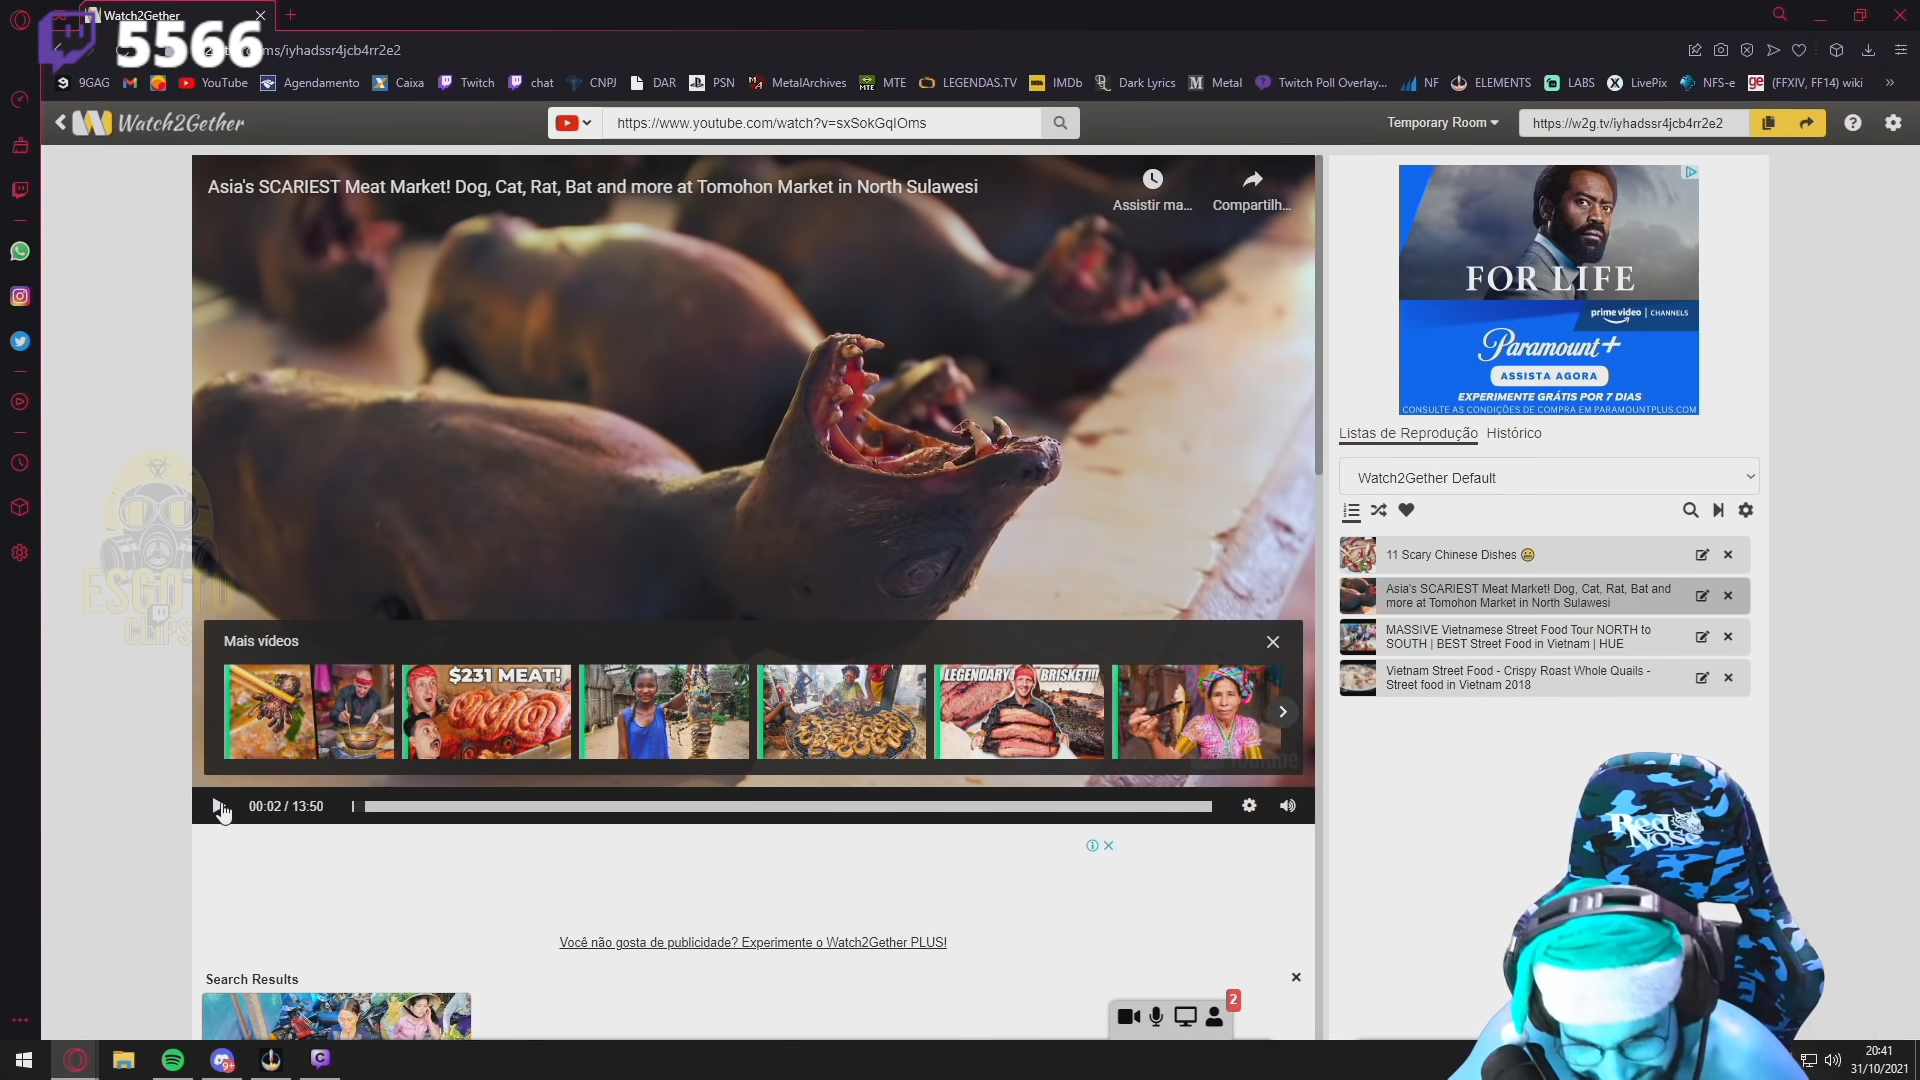 Watch2Gether
5566
ms/iyhadssr4jcb4rr2e2
9GAG
YouTube
Agendamento
Caixa
Twitch
chat
CNPJ
DAR
PSN
MetalArchives
MTE
LEGENDAS.TV
IMDb
Dark Lyrics
Metal
Twitch Poll Overlay...
NF
ELEMENTS
LABS
LivePix
NFS-e
(FFXIV, FF14) wiki
Watch2Gether
https://www.youtube.com/watch?v=sxSokGqIOms
Temporary Room
https://w2g.tv/iyhadssr4jcb4rr2e2
Asia's SCARIEST Meat Market! Dog, Cat, Rat, Bat and more at Tomohon Market in North Sulawesi
Assistir ma...
Compartilh...
FOR LIFE
prime video | CHANNELS
Paramount+
ASSISTA AGORA
EXPERIMENTE GRÁTIS POR 7 DIAS
CONSULTE AS CONDIÇÕES DE COMPRA EM PARAMOUNTPLUS.COM
Listas de Reprodução
Histórico
Watch2Gether Default
11 Scary Chinese Dishes 😬
Asia's SCARIEST Meat Market! Dog, Cat, Rat, Bat and
more at Tomohon Market in North Sulawesi
MASSIVE Vietnamese Street Food Tour NORTH to
SOUTH | BEST Street Food in Vietnam | HUE
Vietnam Street Food - Crispy Roast Whole Quails -
Street food in Vietnam 2018
ESGOTO
CLIPS
Mais vídeos
$231 MEAT!
LEGENDARY BRISKET!!!
YouTube
00:02 / 13:50
Você não gosta de publicidade? Experimente o Watch2Gether PLUS!
Search Results
2
Red
Nose
9+
20:41
31/10/2021